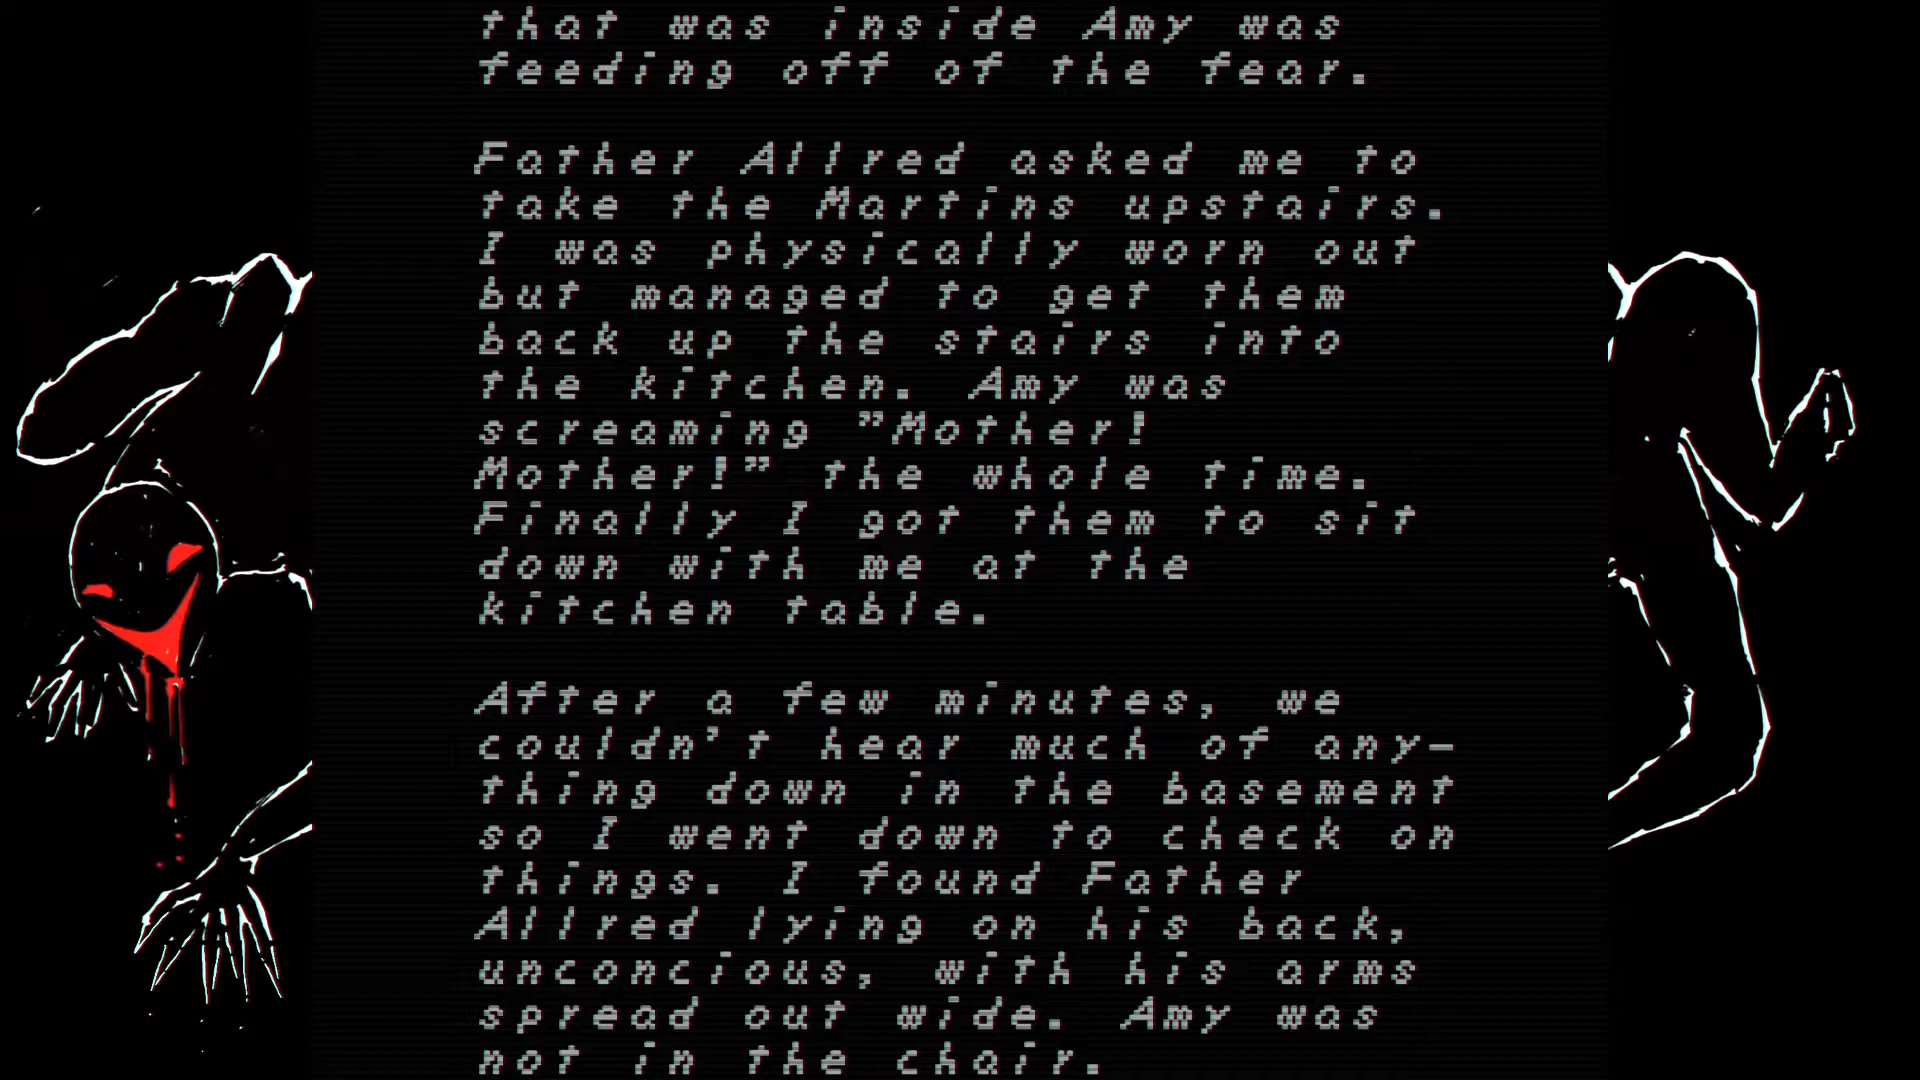 that was inside Amy was
feeding off of the fear.
Father Allred asked me to
take the Martins upstairs.
I was physically worn out
but managed to get them
back up the stairs into
the kitchen. Amy was
screaming "Mother!
Mother!" the whole time.
Finally I got them to sit
down with me at the
kitchen table.
After a few minutes, we
couldn't hear much of any-
thing down in the basement
so I went down to check on
things. I found Father
Allred lying on his back,
unconcious, with his arms
spread out wide. Amy was
not in the chair.